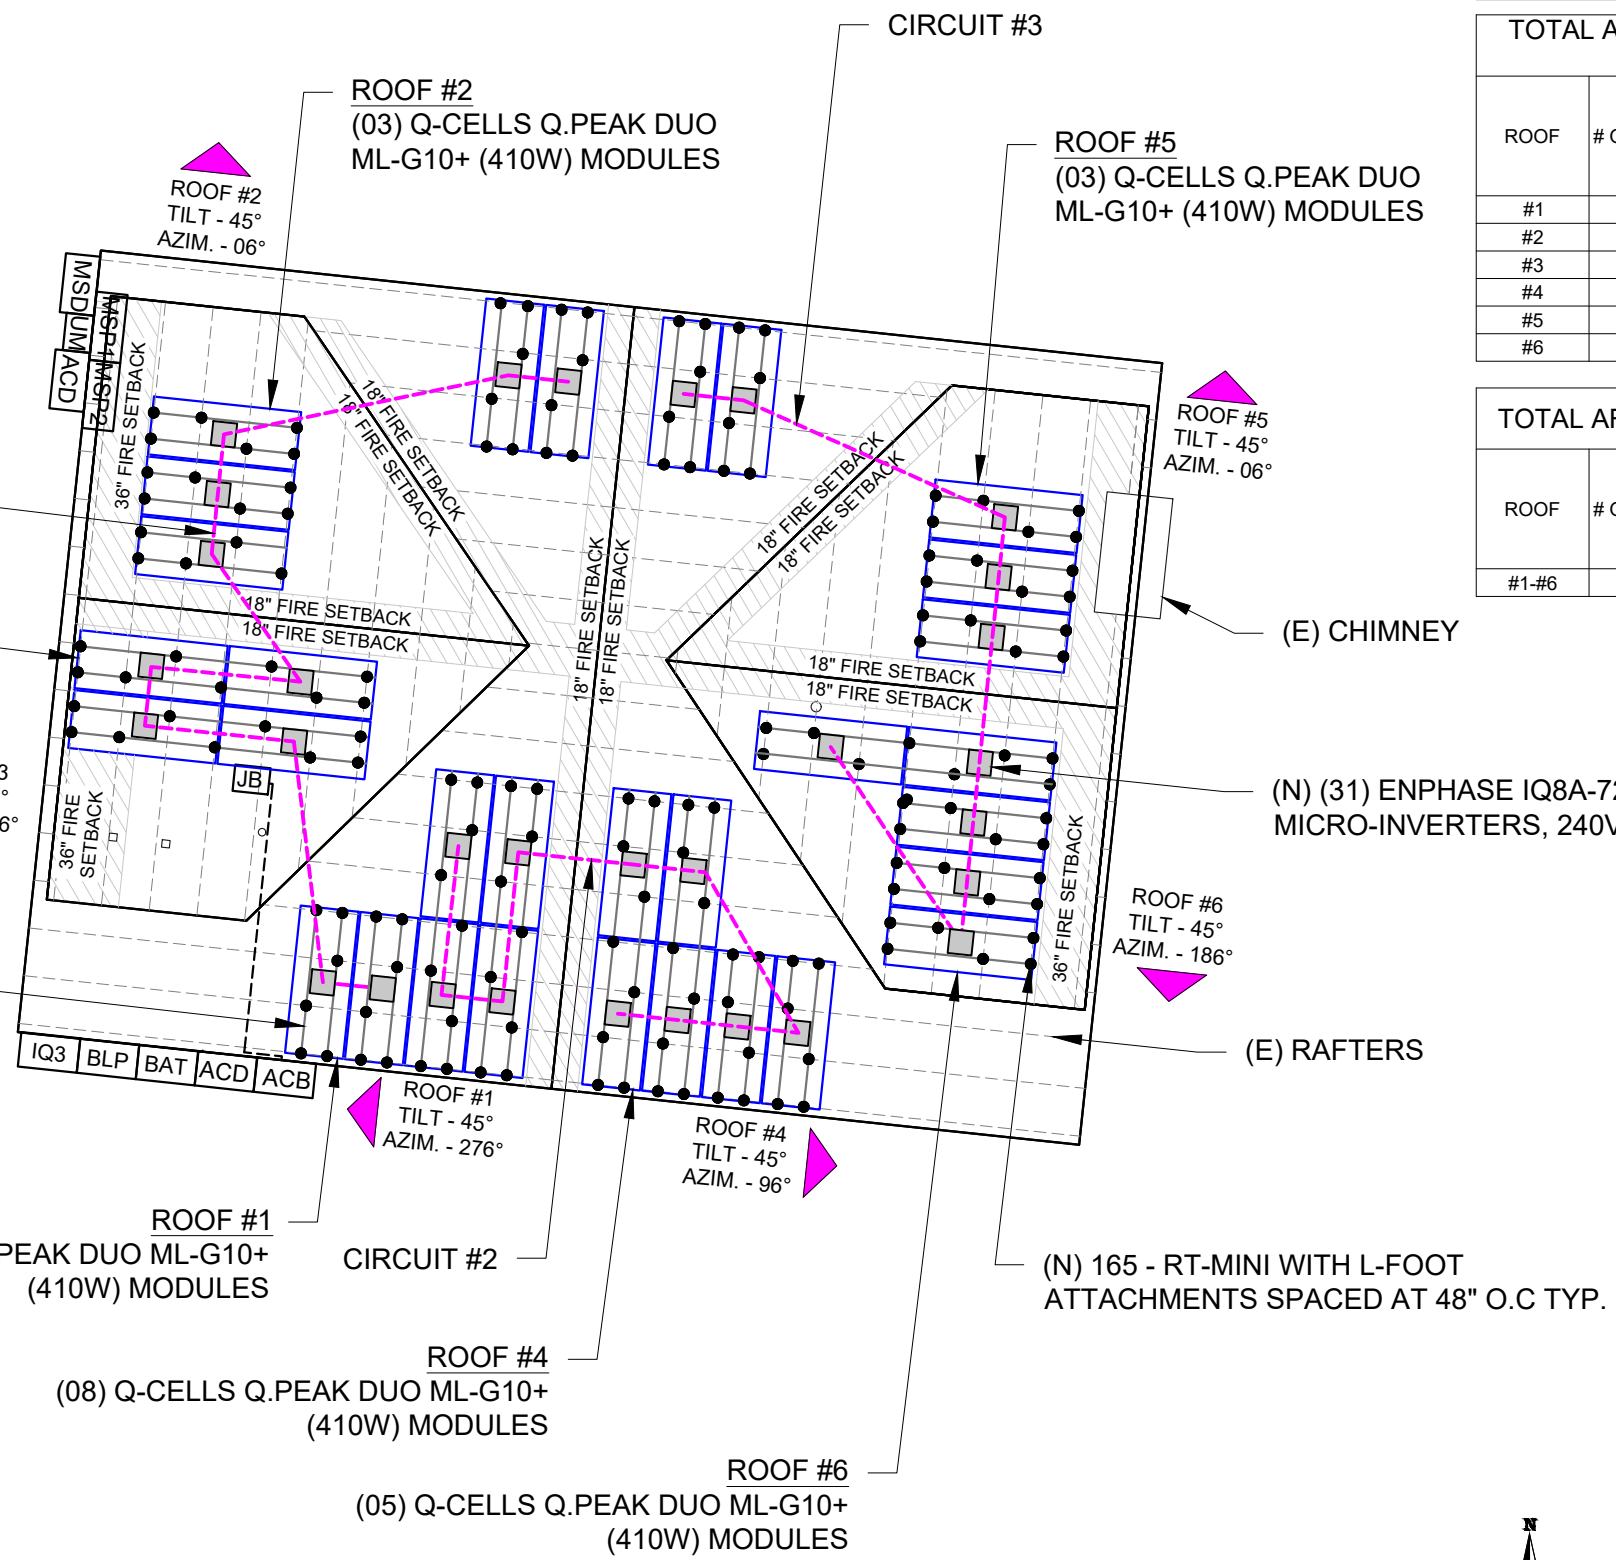 CIRCUIT #3
ROOF #2
(03) Q-CELLS Q.PEAK DUO
ML-G10+ (410W) MODULES
ROOF #5
(03) Q-CELLS Q.PEAK DUO
ML-G10+ (410W) MODULES
TOTAL A
ROOF
#1
#2
#3
#4
#5
#6
TOTAL AR
ROOF
#1-#6
ROOF #2
TILT - 45°
AZIM. - 06°
ROOF #5
TILT - 45°
AZIM. - 06°
MSD
UM
ACD
MSP1
MSP2
36" FIRE SETBACK
18" FIRE SETBACK
18" FIRE SETBACK
18" FIRE SETBACK
18" FIRE SETBACK
18" FIRE SETBACK
18" FIRE SETBACK
18" FIRE SETBACK
18" FIRE SETBACK
18" FIRE SETBACK
18" FIRE SETBACK
(E) CHIMNEY
JB
3
°
6°
36" FIRE
SETBACK
36" FIRE SETBACK
(N) (31) ENPHASE IQ8A-72
MICRO-INVERTERS, 240V
ROOF #6
TILT - 45°
AZIM. - 186°
(E) RAFTERS
IQ3
BLP
BAT
ACD
ACB
ROOF #1
TILT - 45°
AZIM. - 276°
ROOF #4
TILT - 45°
AZIM. - 96°
ROOF #1
PEAK DUO ML-G10+
(410W) MODULES
CIRCUIT #2
(N) 165 - RT-MINI WITH L-FOOT
ATTACHMENTS SPACED AT 48" O.C TYP.
ROOF #4
(08) Q-CELLS Q.PEAK DUO ML-G10+
(410W) MODULES
ROOF #6
(05) Q-CELLS Q.PEAK DUO ML-G10+
(410W) MODULES
N